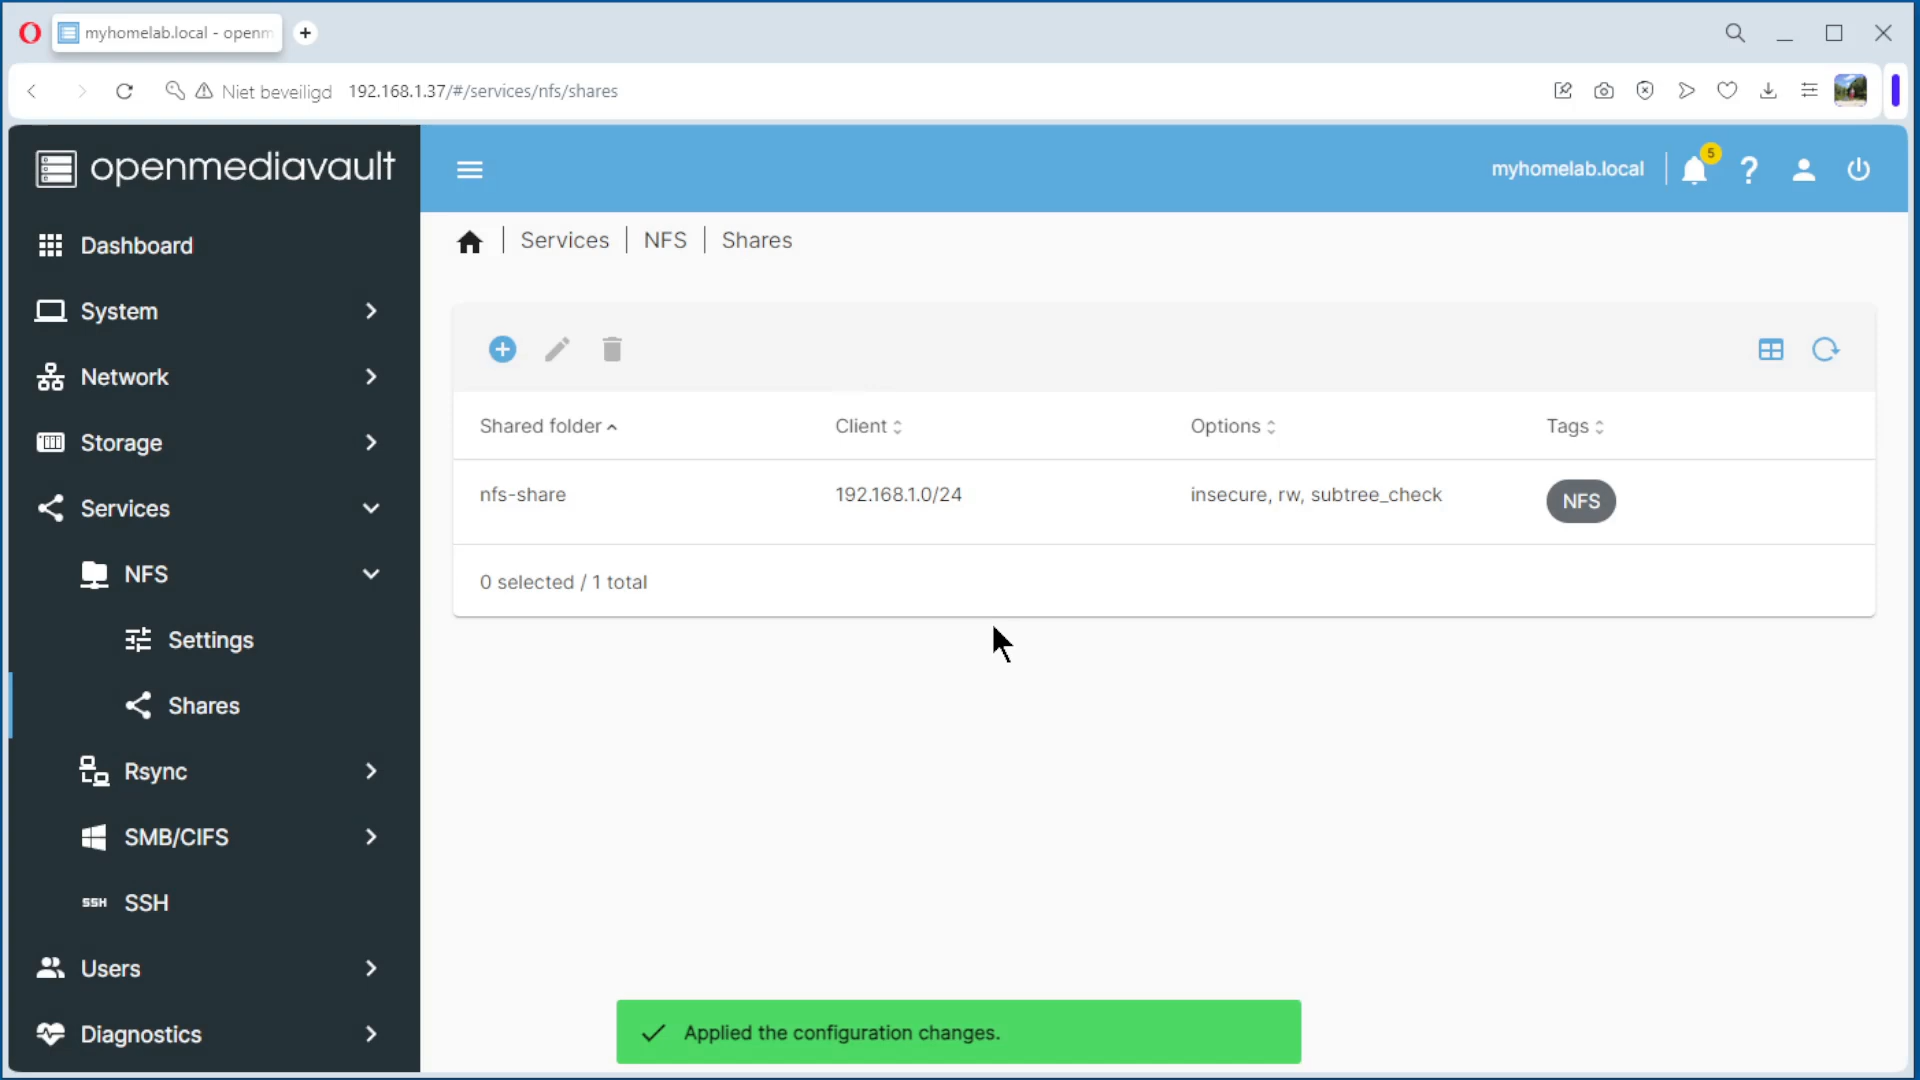 myhomelab.local - openm
Niet beveiligd 192.168.1.37/#/services/nfs/shares
openmediavault
myhomelab.local
5
Dashboard
System
Network
Storage
Services
NFS
Settings
Shares
Rsync
SMB/CIFS
SSH SSH
Users
Diagnostics
Services NFS Shares
Shared folder Client Options Tags
nfs-share 192.168.1.0/24 insecure, rw, subtree_check NFS
0 selected / 1 total
Applied the configuration changes.